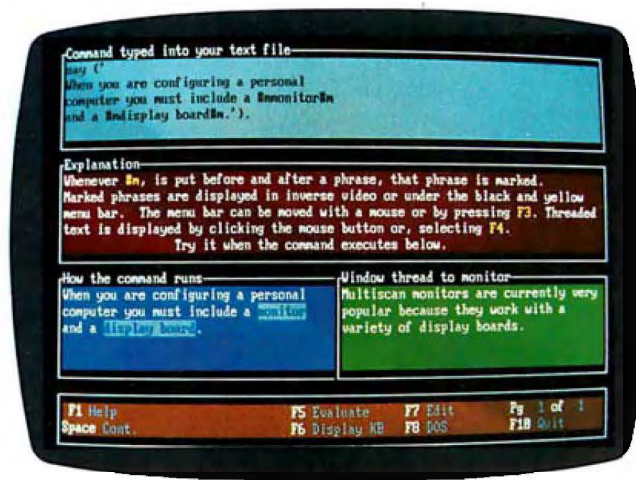 Command typed into your text file
say ('
When you are configuring a personal
computer you must include a #mmonitor#m
and a #mdisplay board#m.').
Explanation
Whenever #m, is put before and after a phrase, that phrase is marked.
Marked phrases are displayed in inverse video or under the black and yellow
menu bar. The menu bar can be moved with a mouse or by pressing F3. Threaded
text is displayed by clicking the mouse button or, selecting F4.
Try it when the command executes below.
How the command runs
When you are configuring a personal
computer you must include a monitor
and a display board.
Window thread to monitor
Multiscan monitors are currently very
popular because they work with a
variety of display boards.
F1 Help F5 Evaluate F7 Edit Pg 1 of 1
Space Cont. F6 Display KB F8 DOS F10 Quit